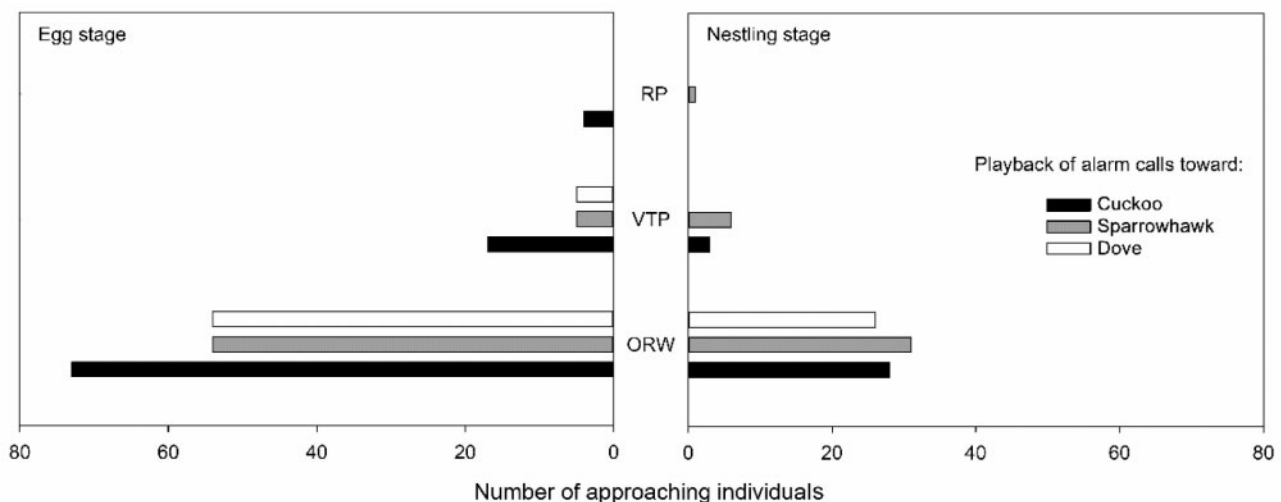 Egg stage
Nestling stage
RP
Playback of alarm calls toward:
Cuckoo
VTP
Sparrowhawk
Dove
ORW
80 60 40 20 0 0 20 40 60 80
Number of approaching individuals